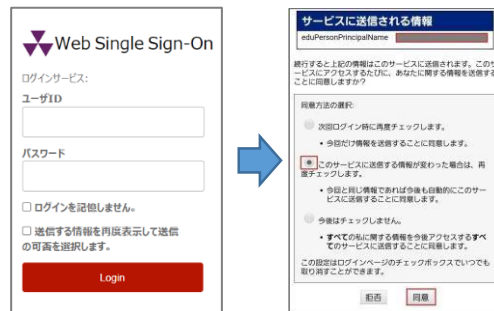 Web Single Sign-On
ログインサービス:
ユーザID
パスワード
ログインを記憶しません。
送信する情報を再度表示して送信
の可否を選択します。
Login
サービスに送信される情報
eduPersonPrincipalName
続行すると上記の情報はこのサービスに送信されます。このサ
ービスにアクセスするたびに、あなたに関する情報を送信する
ことに同意しますか?
同意方法の選択:
次回ログイン時に再度チェックします。
• 今回だけ情報を送信することに同意します。
このサービスに送信する情報が変わった場合は、再
度チェックします。
• 今回と同じ情報であれば今後も自動的にこのサー
ビスに送信することに同意します。
今後はチェックしません。
• すべての私に関する情報を今後アクセスするすべ
てのサービスに送信することに同意します。
この設定はログインページのチェックボックスでいつでも
取り消すことができます。
拒否
同意